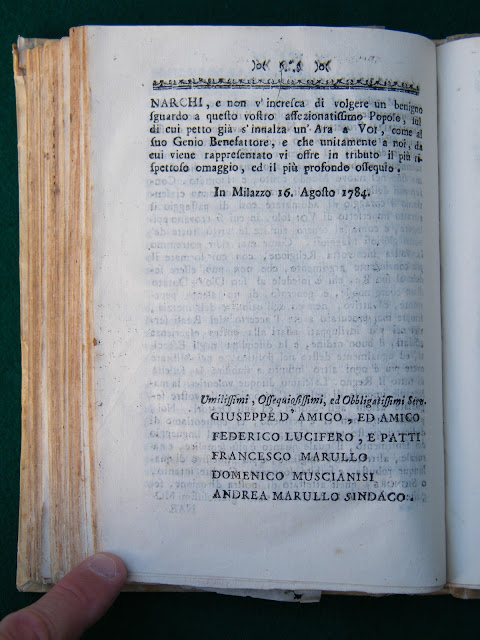 NARCHI, e non v'incresca di volgere un benigno
sguardo a questo vostro affezionatissimo Popolo, sul
di cui petto già s'innalza un' Ara a Voi, come al
suo Genio Benefattore, e che unitamente a noi, da
cui viene rappresentato vi offre in tributo il più ri-
spettoso omaggio, ed il più profondo ossequio.
In Milazzo 16. Agosto 1784.
Umilissimi, Ossequiosissimi, ed Obbligatissimi Serv.
GIUSEPPE D'AMICO, ED AMICO
FEDERICO LUCIFERO, E PATTI
FRANCESCO MARULLO
DOMENICO MUSCIANISI
ANDREA MARULLO SINDACO.